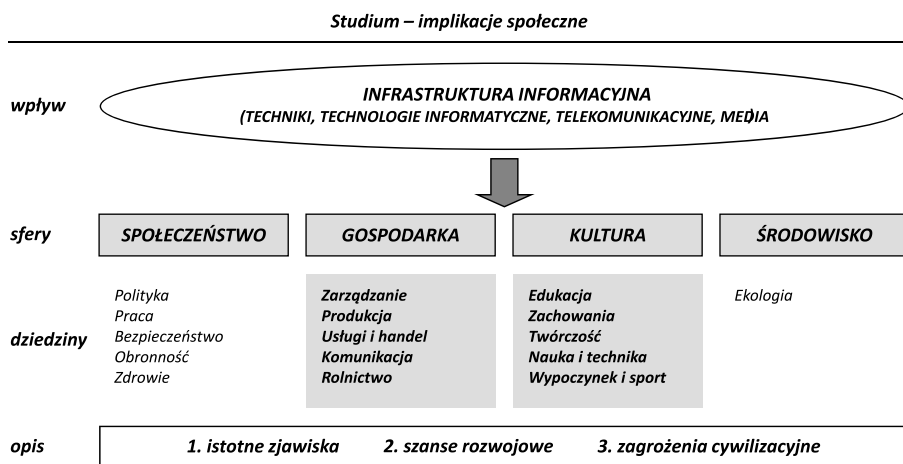 Studium – implikacje społeczne
wpływ
INFRASTRUKTURA INFORMACYJNA
(TECHNIKI, TECHNOLOGIE INFORMATYCZNE, TELEKOMUNIKACYJNE, MEDIA)
sfery
SPOŁECZEŃSTWO
GOSPODARKA
KULTURA
ŚRODOWISKO
dziedziny
Polityka
Praca
Bezpieczeństwo
Obronność
Zdrowie
Zarządzanie
Produkcja
Usługi i handel
Komunikacja
Rolnictwo
Edukacja
Zachowania
Twórczość
Nauka i technika
Wypoczynek i sport
Ekologia
opis
1. istotne zjawiska 2. szanse rozwojowe 3. zagrożenia cywilizacyjne